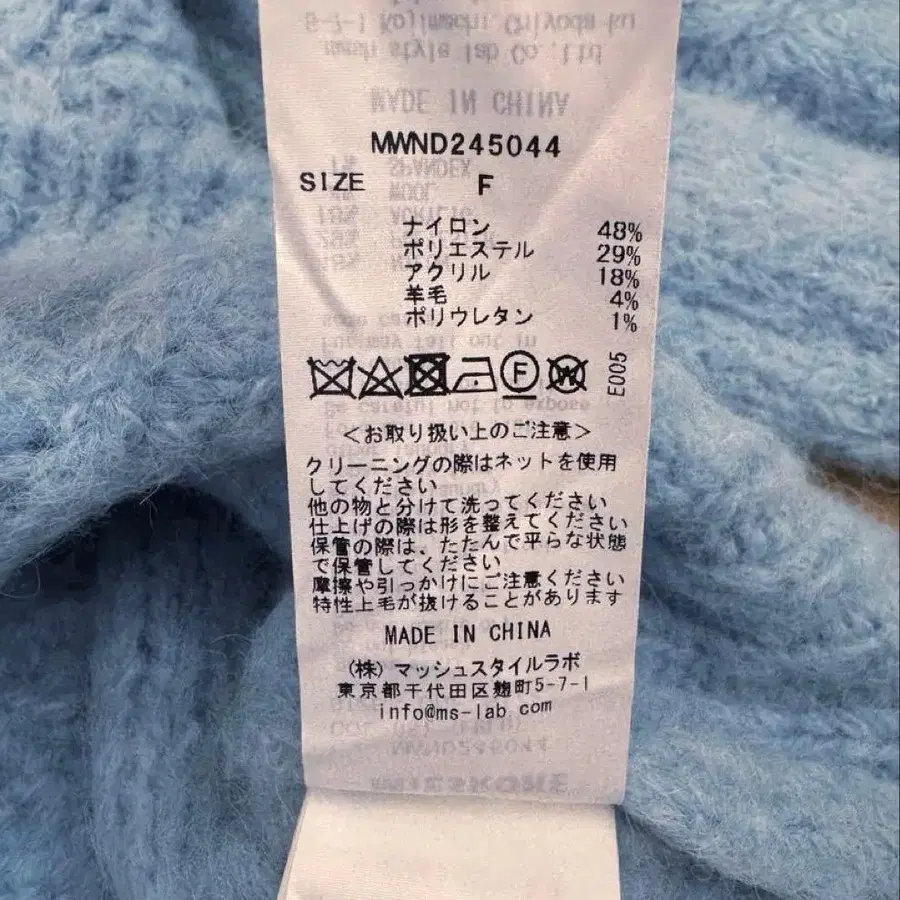 MWND245044
SIZE F
ナイロン 48%
ポリエステル 29%
アクリル 18%
羊毛 4%
ポリウレタン 1%
F W E005
＜お取り扱い上のご注意＞
クリーニングの際はネットを使用
してください
他の物と分けて洗ってください
仕上げの際は形を整えてください
保管の際は、たたんで平らな状態
で保管してください
摩擦や引っかけにご注意ください
特性上毛が抜けることがあります
MADE IN CHINA
(株) マッシュスタイルラボ
東京都千代田区麹町5-7-1
info@ms-lab.com